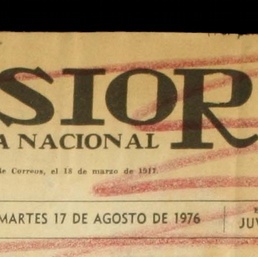 SIOR
A NACIONAL
de Correos, el 18 de marzo de 1917.
MARTES 17 DE AGOSTO DE 1976
JUV